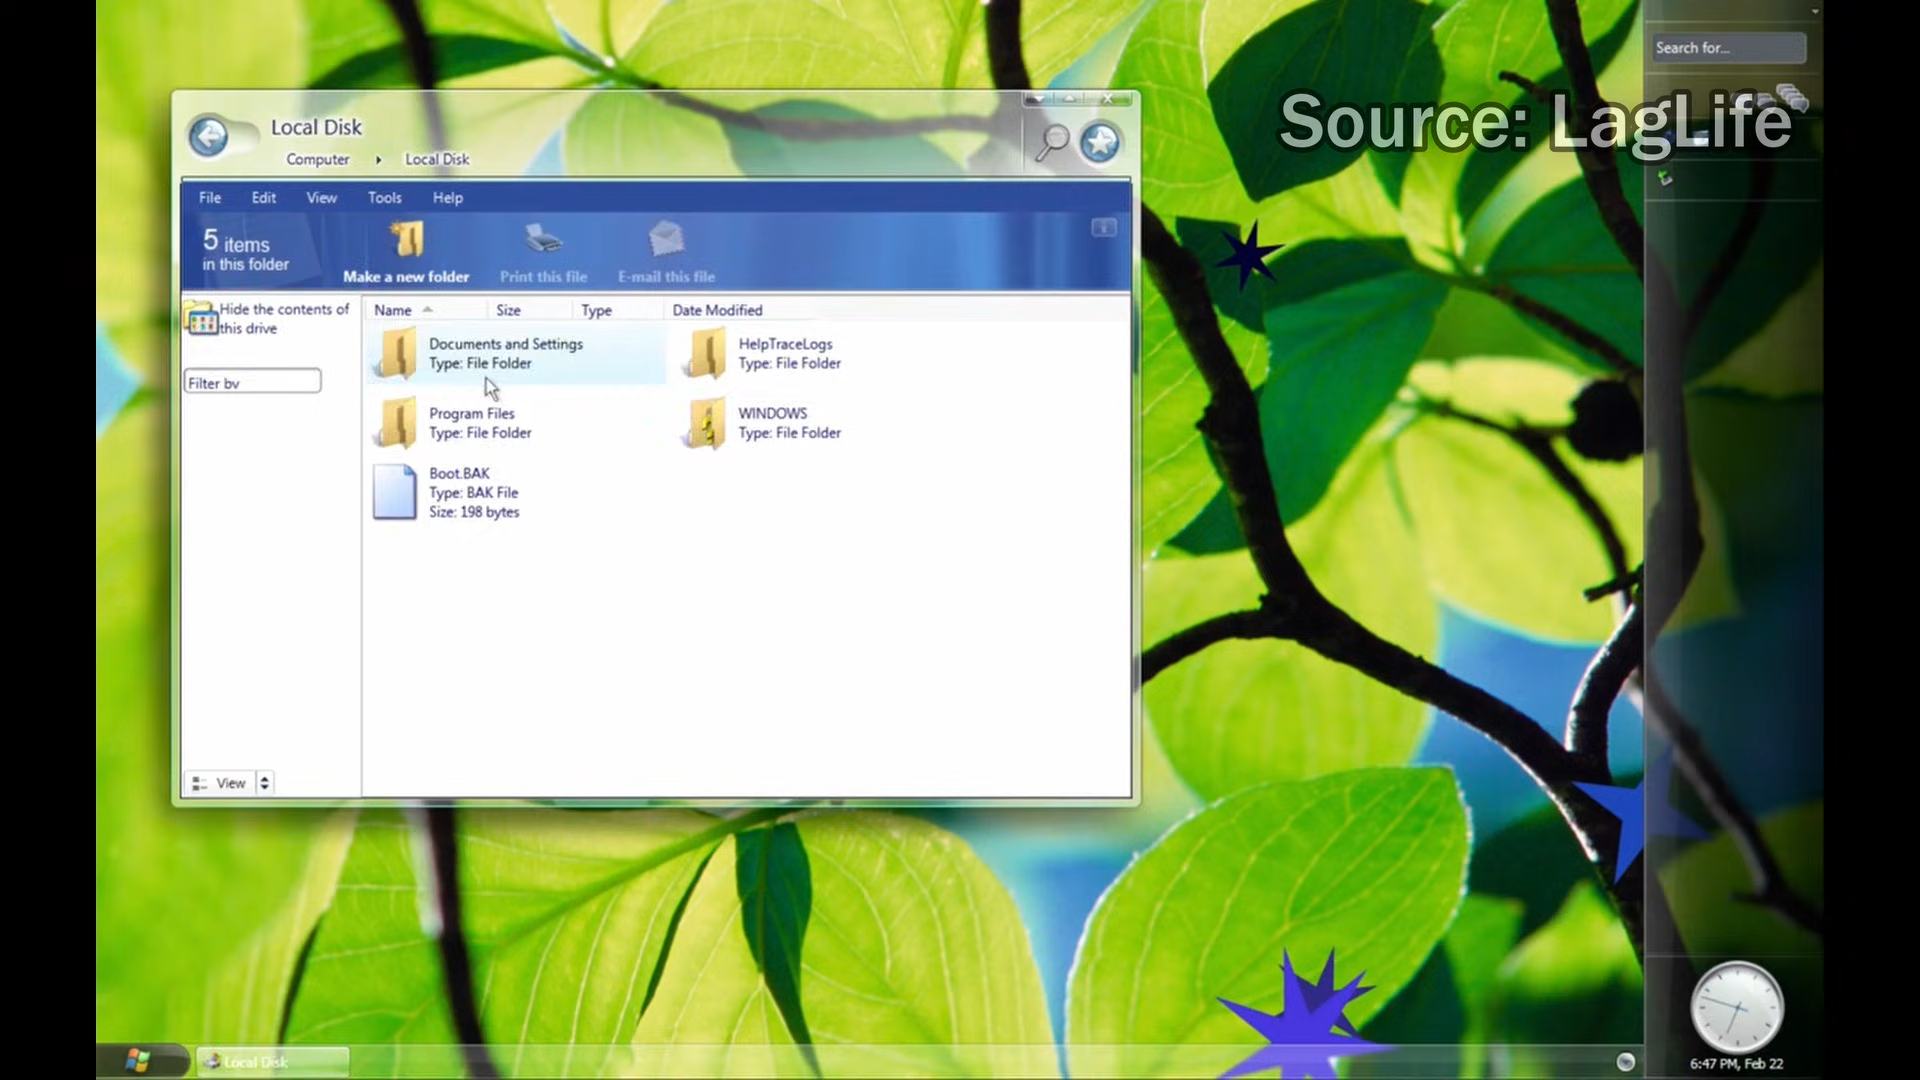 Search for...
Source: LagLife
Local Disk
Computer Local Disk
File Edit View Tools Help
5 items
in this folder
Make a new folder
Print this file
E-mail this file
Hide the contents of
this drive
Filter by
Name Size Type Date Modified
Documents and Settings
Type: File Folder
HelpTraceLogs
Type: File Folder
Program Files
Type: File Folder
WINDOWS
Type: File Folder
Boot.BAK
Type: BAK File
Size: 198 bytes
View
Local Disk
6:47 PM, Feb 22